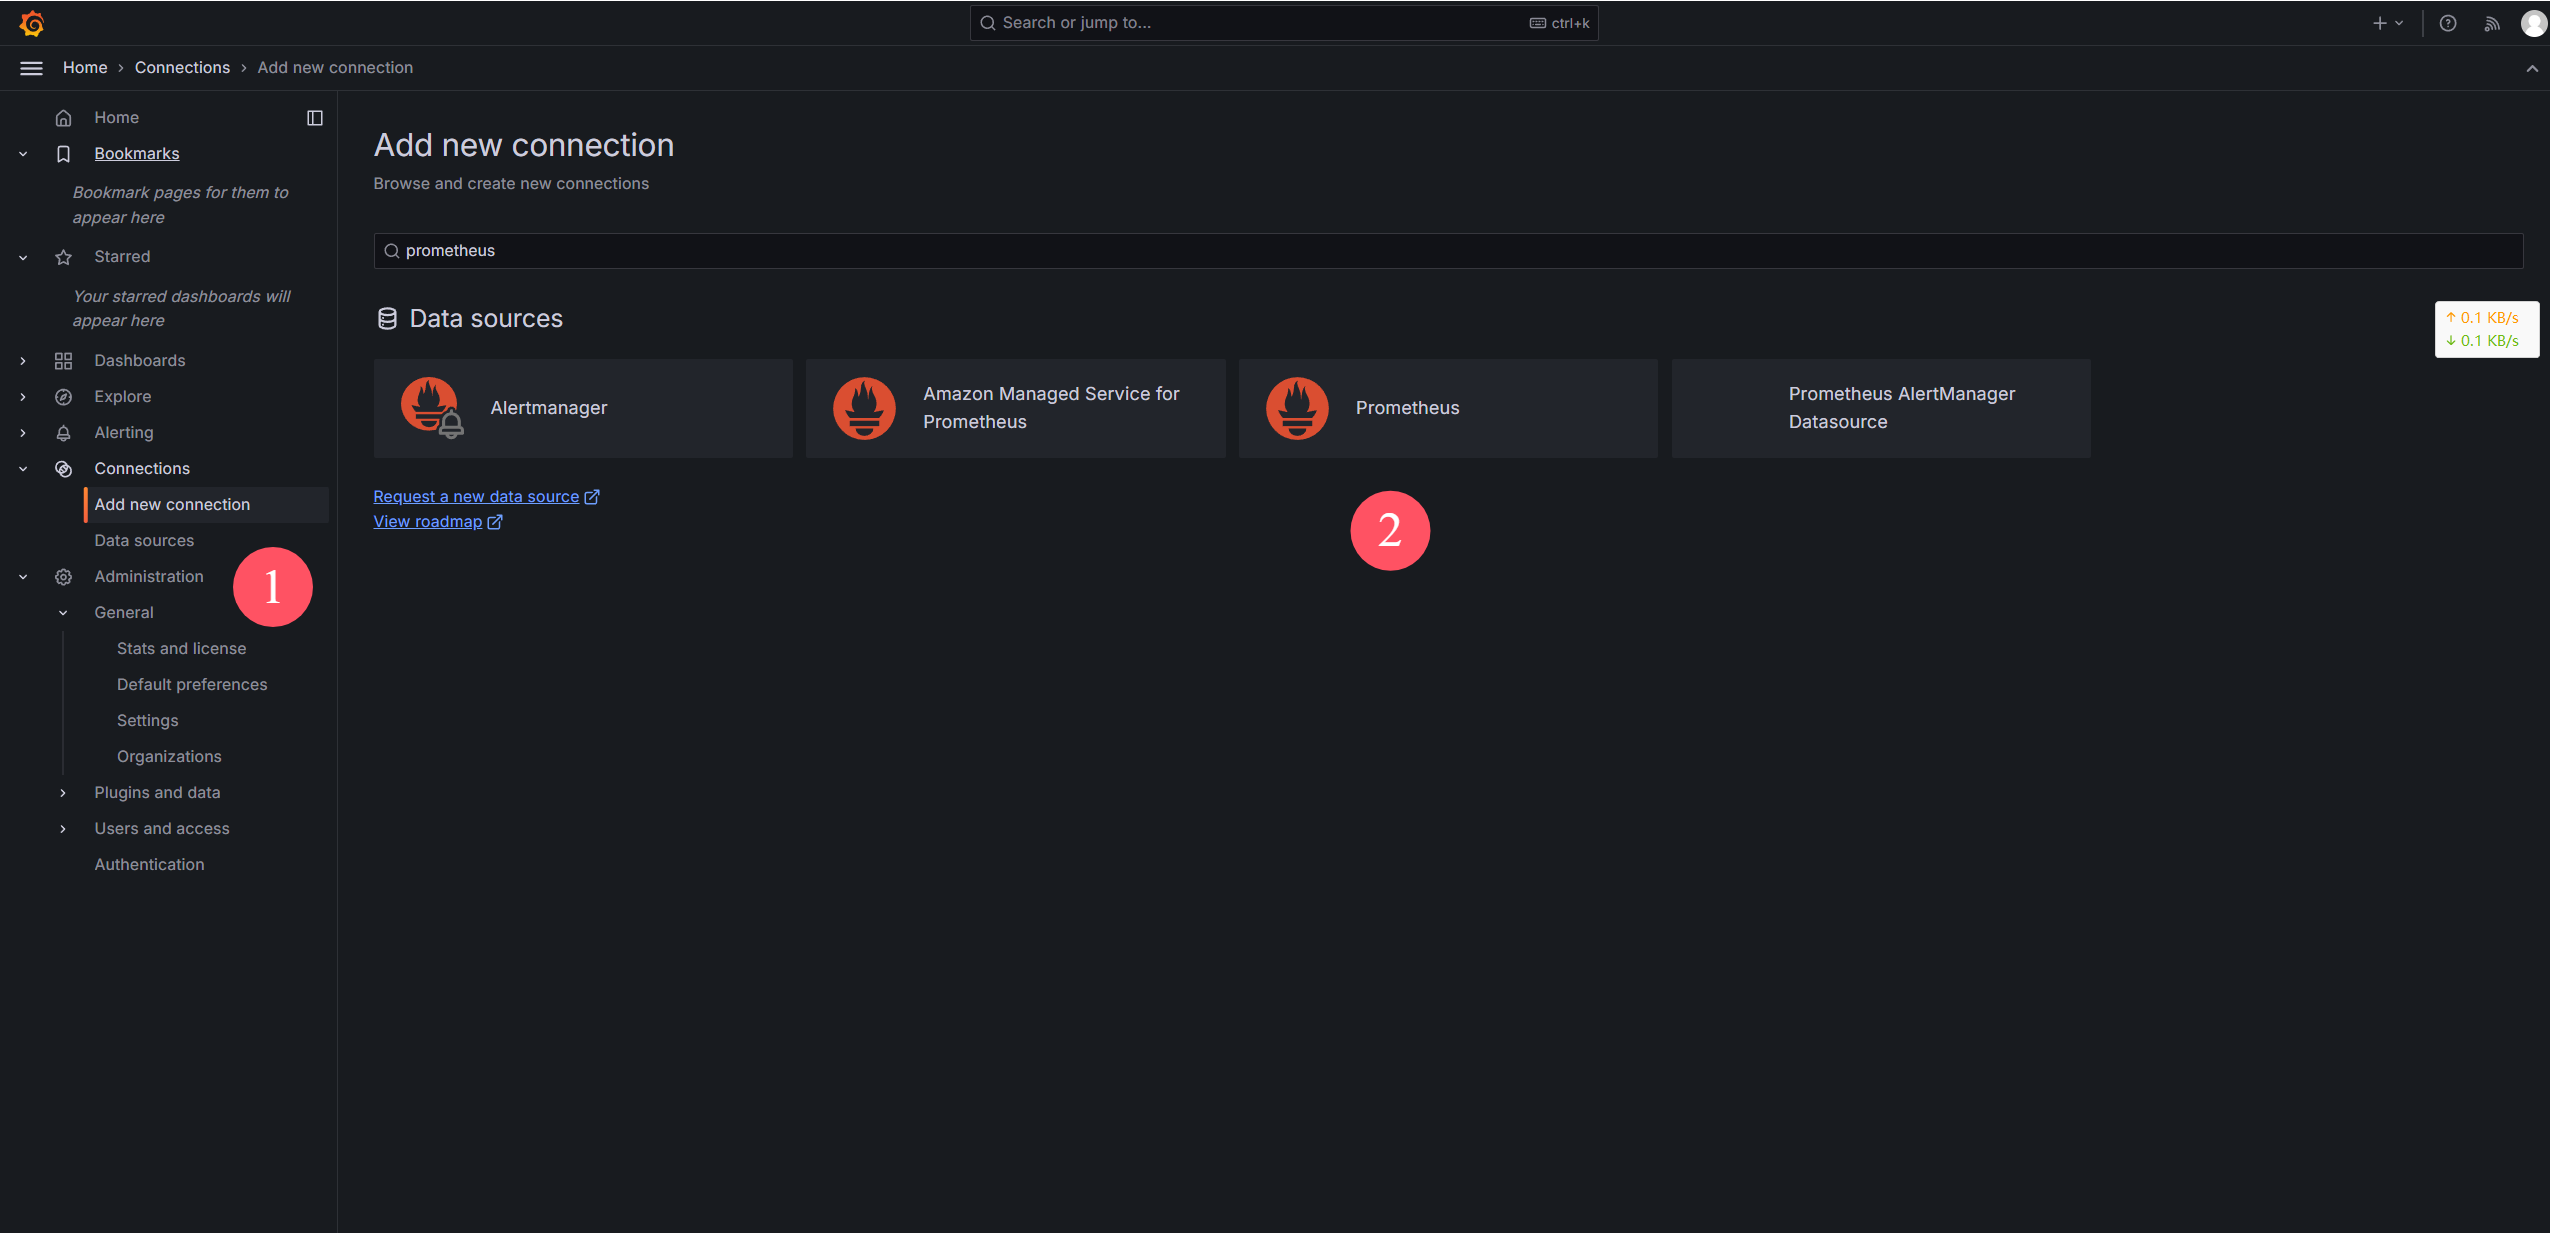 Search or jump to...
ctrl+k
Home › Connections › Add new connection
Home
Bookmarks
Bookmark pages for them to
appear here
Starred
Your starred dashboards will
appear here
Dashboards
Explore
Alerting
Connections
Add new connection
Data sources
Administration
1
General
Stats and license
Default preferences
Settings
Organizations
Plugins and data
Users and access
Authentication
Add new connection
Browse and create new connections
prometheus
Data sources
↑ 0.1 KB/s
↓ 0.1 KB/s
Alertmanager
Amazon Managed Service for
Prometheus
Prometheus
Prometheus AlertManager
Datasource
Request a new data source
View roadmap
2